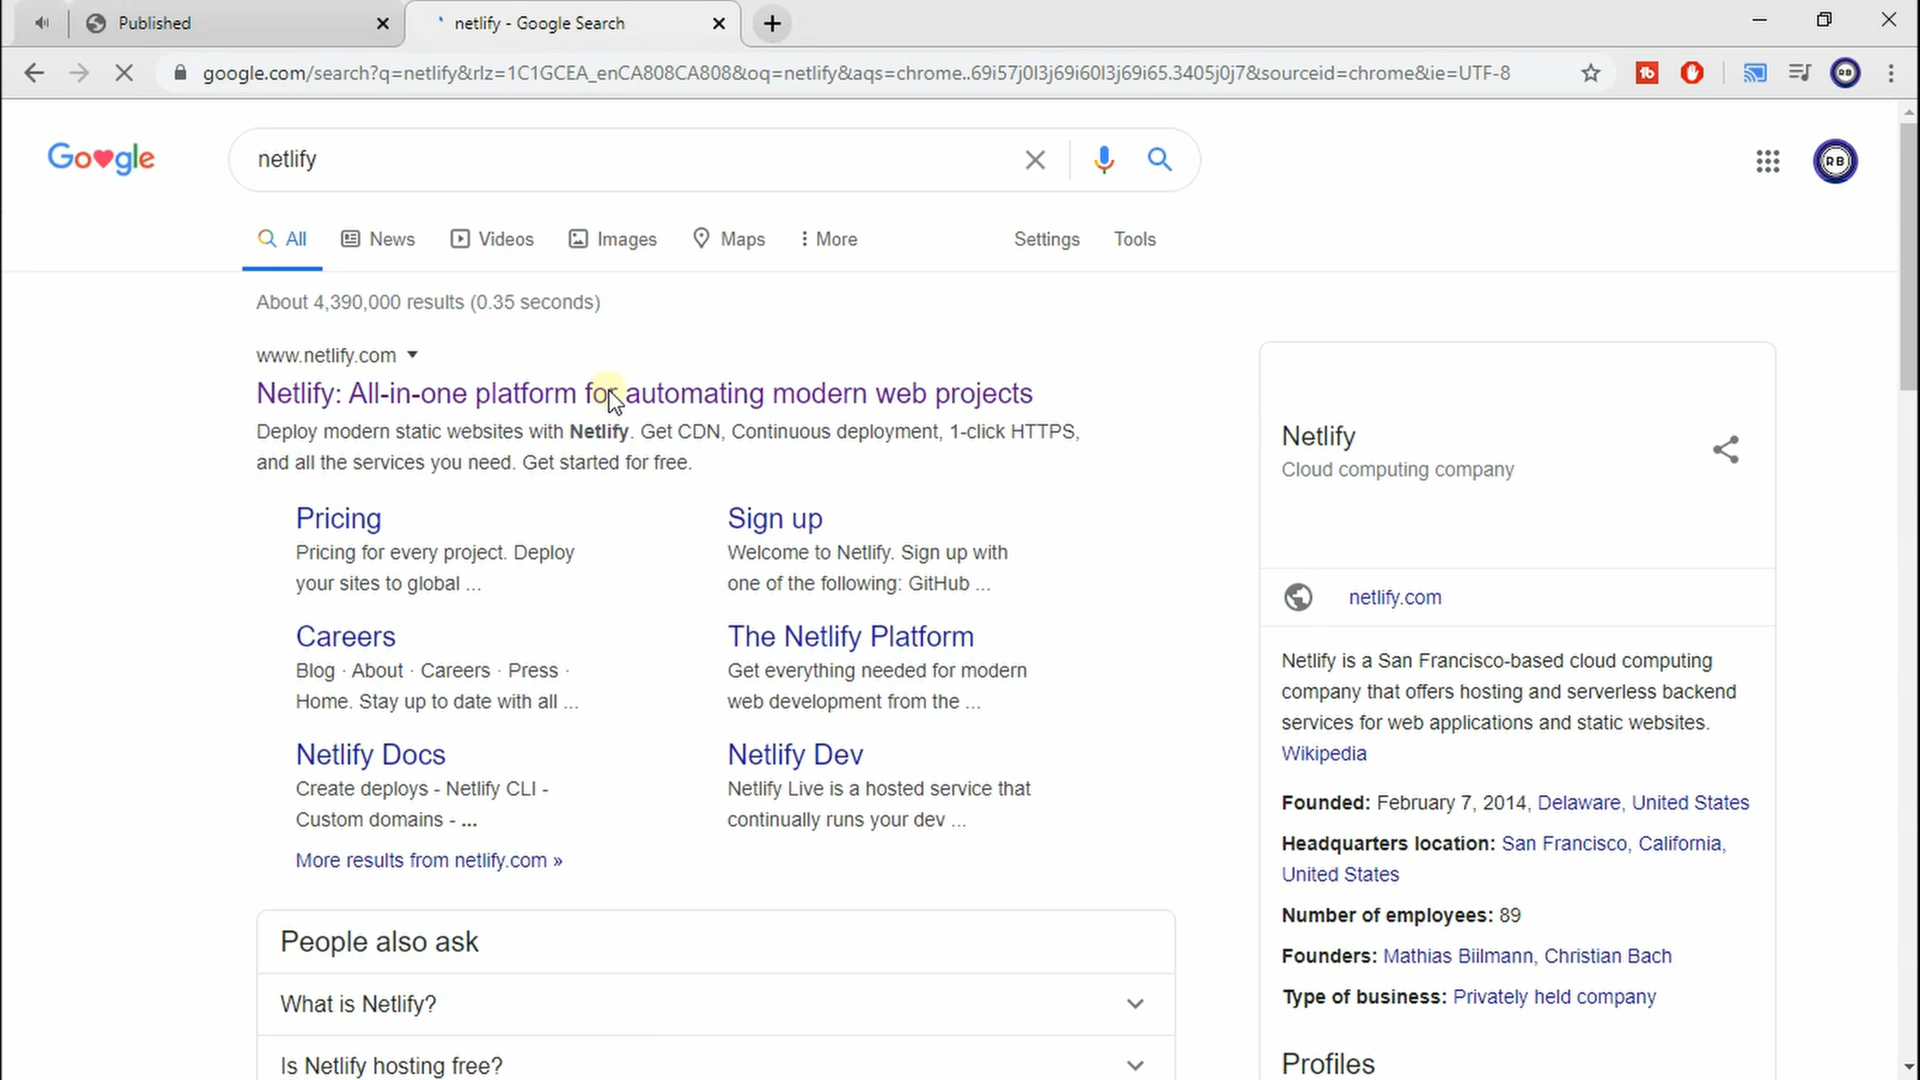 Published
netlify - Google Search
google.com/search?q=netlify&rlz=1C1GCEA_enCA808CA808&oq=netlify&aqs=chrome..69i57j0l3j69i60l3j69i65.3405j0j7&sourceid=chrome&ie=UTF-8
Google
netlify
RB
All News Videos Images Maps More Settings Tools
About 4,390,000 results (0.35 seconds)
www.netlify.com
Netlify: All-in-one platform for automating modern web projects
Deploy modern static websites with Netlify. Get CDN, Continuous deployment, 1-click HTTPS,
and all the services you need. Get started for free.
Pricing
Pricing for every project. Deploy
your sites to global ...
Sign up
Welcome to Netlify. Sign up with
one of the following: GitHub ...
Careers
Blog · About · Careers · Press ·
Home. Stay up to date with all ...
The Netlify Platform
Get everything needed for modern
web development from the ...
Netlify Docs
Create deploys - Netlify CLI -
Custom domains - ...
Netlify Dev
Netlify Live is a hosted service that
continually runs your dev ...
More results from netlify.com »
People also ask
What is Netlify?
Is Netlify hosting free?
Netlify
Cloud computing company
netlify.com
Netlify is a San Francisco-based cloud computing
company that offers hosting and serverless backend
services for web applications and static websites.
Wikipedia
Founded: February 7, 2014, Delaware, United States
Headquarters location: San Francisco, California,
United States
Number of employees: 89
Founders: Mathias Biilmann, Christian Bach
Type of business: Privately held company
Profiles